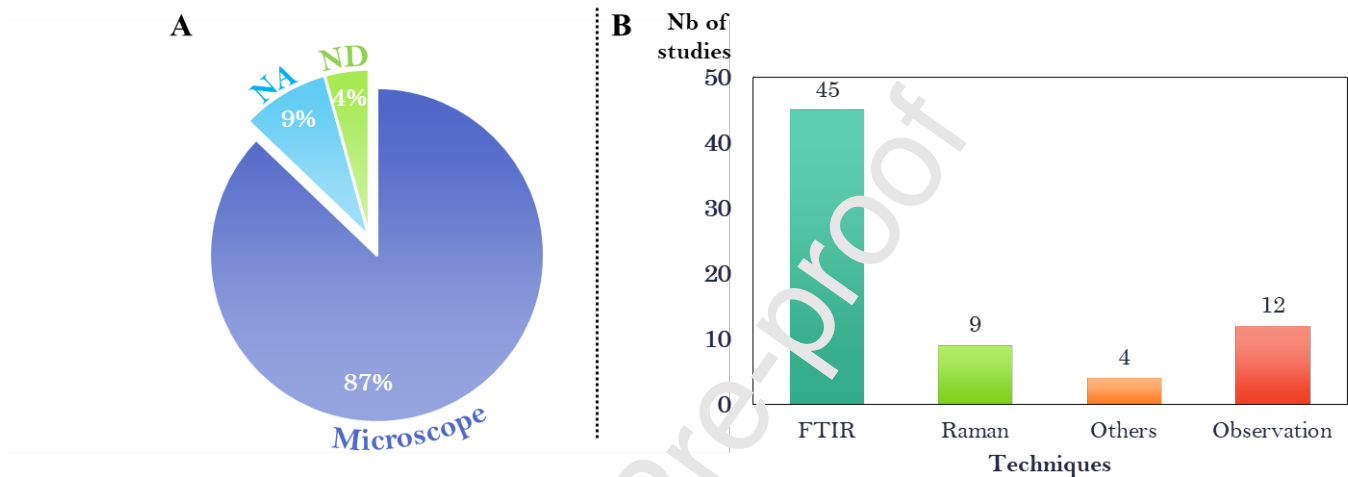 A
ND
NA
4%
9%
87%
Microscope
B
Nb of
studies
50
40
30
20
10
0
45
9
4
12
FTIR
Raman
Others
Observation
Techniques
Pre-proof